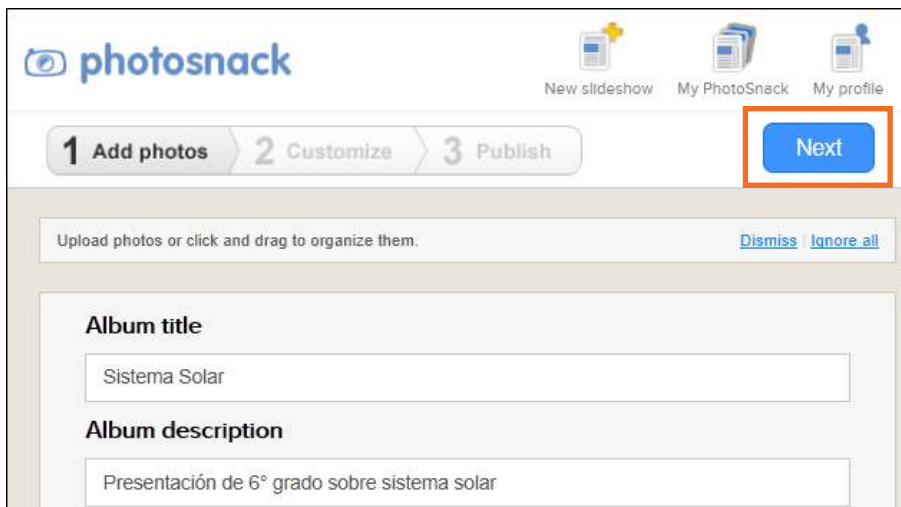 photosnack
New slideshow My PhotoSnack My profile
1 Add photos 2 Customize 3 Publish Next
Upload photos or click and drag to organize them. Dismiss | Ignore all
Album title
Sistema Solar
Album description
Presentación de 6° grado sobre sistema solar